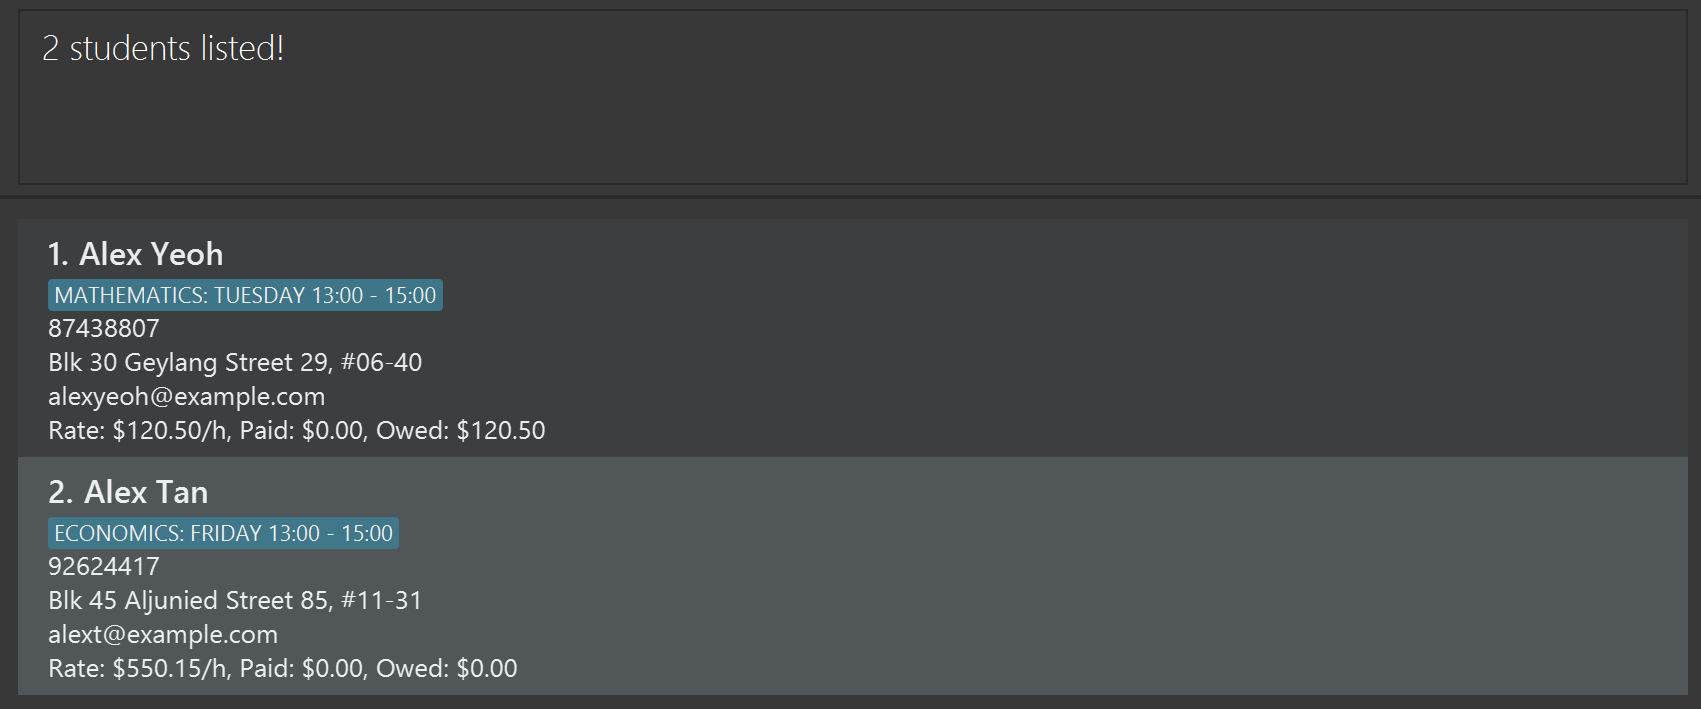 2 students listed!
1. Alex Yeoh
MATHEMATICS: TUESDAY 13:00 - 15:00
87438807
Blk 30 Geylang Street 29, #06-40
alexyeoh@example.com
Rate: $120.50/h, Paid: $0.00, Owed: $120.50
2. Alex Tan
ECONOMICS: FRIDAY 13:00 - 15:00
92624417
Blk 45 Aljunied Street 85, #11-31
alext@example.com
Rate: $550.15/h, Paid: $0.00, Owed: $0.00